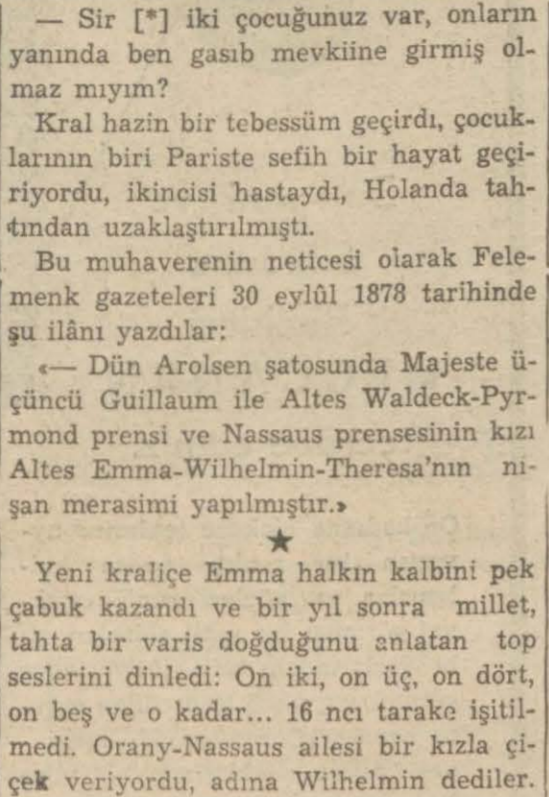 — Sir [*] iki çocuğunuz var, onların
yanında ben gasıb mevkiine girmiş ol-
maz mıyım?
Kral hazin bir tebessüm geçirdı, çocuk-
larının biri Pariste sefih bir hayat geçi-
riyordu, ikincisi hastaydı, Holanda tah-
tından uzaklaştırılmıştı.
Bu muhaverenin neticesi olarak Fele-
menk gazeteleri 30 eylûl 1878 tarihinde
şu ilânı yazdılar:
«— Dün Arolsen şatosunda Majeste ü-
çüncü Guillaum ile Altes Waldeck-Pyr-
mond prensi ve Nassaus prensesinin kızı
Altes Emma-Wilhelmin-Theresa'nın ni-
şan merasimi yapılmıştır.»
★
Yeni kraliçe Emma halkın kalbini pek
çabuk kazandı ve bir yıl sonra millet,
tahta bir varis doğduğunu anlatan top
seslerini dinledi: On iki, on üç, on dört,
on beş ve o kadar... 16 ncı tarake işitil-
medi. Orany-Nassaus ailesi bir kızla çi-
çek veriyordu, adına Wilhelmin dediler.